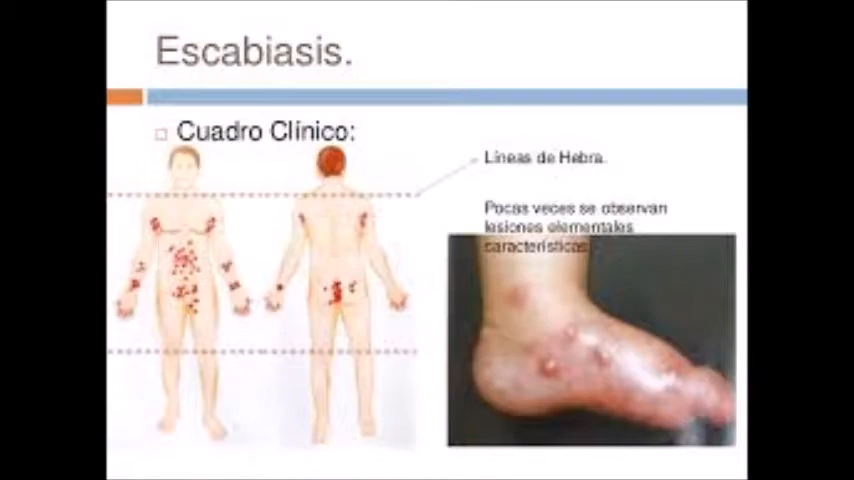 Escabiasis.
Cuadro Clínico:
Líneas de Hebra.
Pocas veces se observan
lesiones elementales
características.